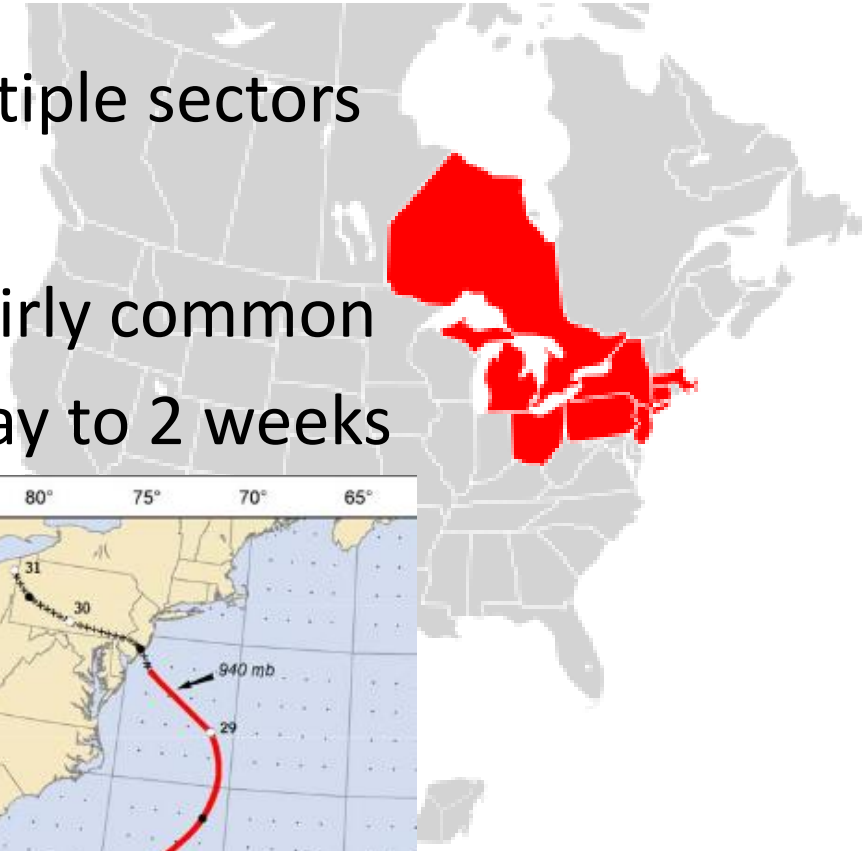 tiple sectors
irly common
ay to 2 weeks
80° 75° 70° 65°
31
30
940 mb
29